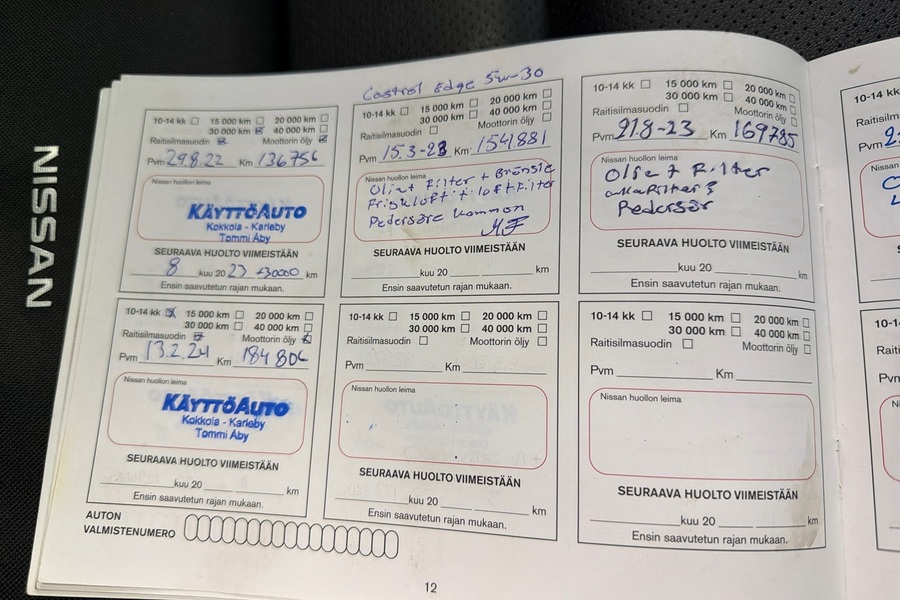 NISSAN
Castrol Edge 5w-30
10-14 kk 15 000 km 20 000 km
30 000 km 40 000 km
Raitisilmasuodin Moottorin öljy
Pvm 29.8.22 Km 136756
Nissan huollon leima
KÄYTTÖAUTO
Kokkola - Karleby
Tommi Åby
SEURAAVA HUOLTO VIIMEISTÄÄN
8 kuu 20 23 +30000 km
Ensin saavutetun rajan mukaan.
10-14 kk 15 000 km 20 000 km
30 000 km 40 000 km
Raitisilmasuodin Moottorin öljy
Pvm 15.3-23 Km 154.881
Nissan huollon leima
Oljet Filter + Bränsle
Friskluft + luftfilter
Pedersöre kommun
SEURAAVA HUOLTO VIIMEISTÄÄN
kuu 20 km
Ensin saavutetun rajan mukaan.
10-14 kk 15 000 km 20 000 km
30 000 km 40 000 km
Raitisilmasuodin Moottorin öljy
Pvm 21.8-23 Km 169785
Nissan huollon leima
Filter
Pedersör
SEURAAVA HUOLTO VIIMEISTÄÄN
kuu 20 km
Ensin saavutetun rajan mukaan.
10-14 kk 15 000 km 20 000 km
30 000 km 40 000 km
Raitisilmasuodin Moottorin öljy
Pvm 13.2.24 Km 184806
Nissan huollon leima
KÄYTTÖAUTO
Kokkola - Karleby
Tommi Åby
SEURAAVA HUOLTO VIIMEISTÄÄN
kuu 20 km
Ensin saavutetun rajan mukaan.
10-14 kk 15 000 km 20 000 km
30 000 km 40 000 km
Raitisilmasuodin Moottorin öljy
Pvm Km
Nissan huollon leima
SEURAAVA HUOLTO VIIMEISTÄÄN
kuu 20 km
Ensin saavutetun rajan mukaan.
10-14 kk 15 000 km 20 000 km
30 000 km 40 000 km
Raitisilmasuodin Moottorin öljy
Pvm Km
Nissan huollon leima
SEURAAVA HUOLTO VIIMEISTÄÄN
kuu 20 km
Ensin saavutetun rajan mukaan.
AUTON
VALMISTENUMERO
12
10-14 kk
Pvm